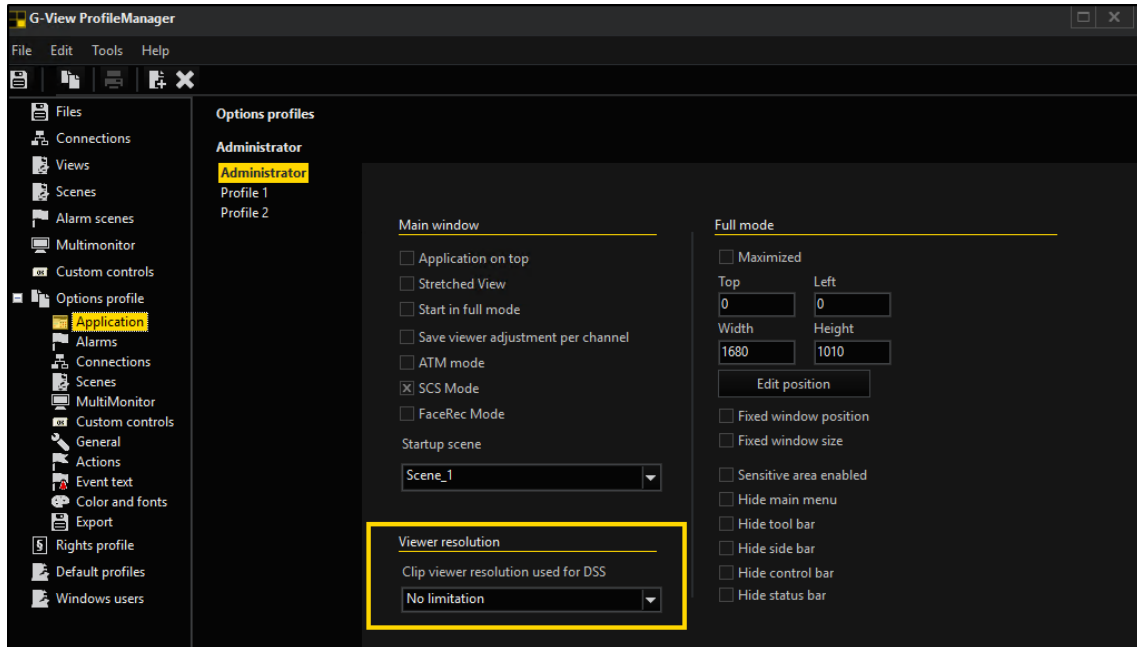 G-View ProfileManager
File Edit Tools Help
Files
Connections
Views
Scenes
Alarm scenes
Multimonitor
Custom controls
Options profile
Application
Alarms
Connections
Scenes
MultiMonitor
Custom controls
General
Actions
Event text
Color and fonts
Export
§ Rights profile
Default profiles
Windows users
Options profiles
Administrator
Administrator
Profile 1
Profile 2
Main window
Application on top
Stretched View
Start in full mode
Save viewer adjustment per channel
ATM mode
SCS Mode
FaceRec Mode
Startup scene
Scene_1
Viewer resolution
Clip viewer resolution used for DSS
No limitation
Full mode
Maximized
Top Left
0 0
Width Height
1680 1010
Edit position
Fixed window position
Fixed window size
Sensitive area enabled
Hide main menu
Hide tool bar
Hide side bar
Hide control bar
Hide status bar